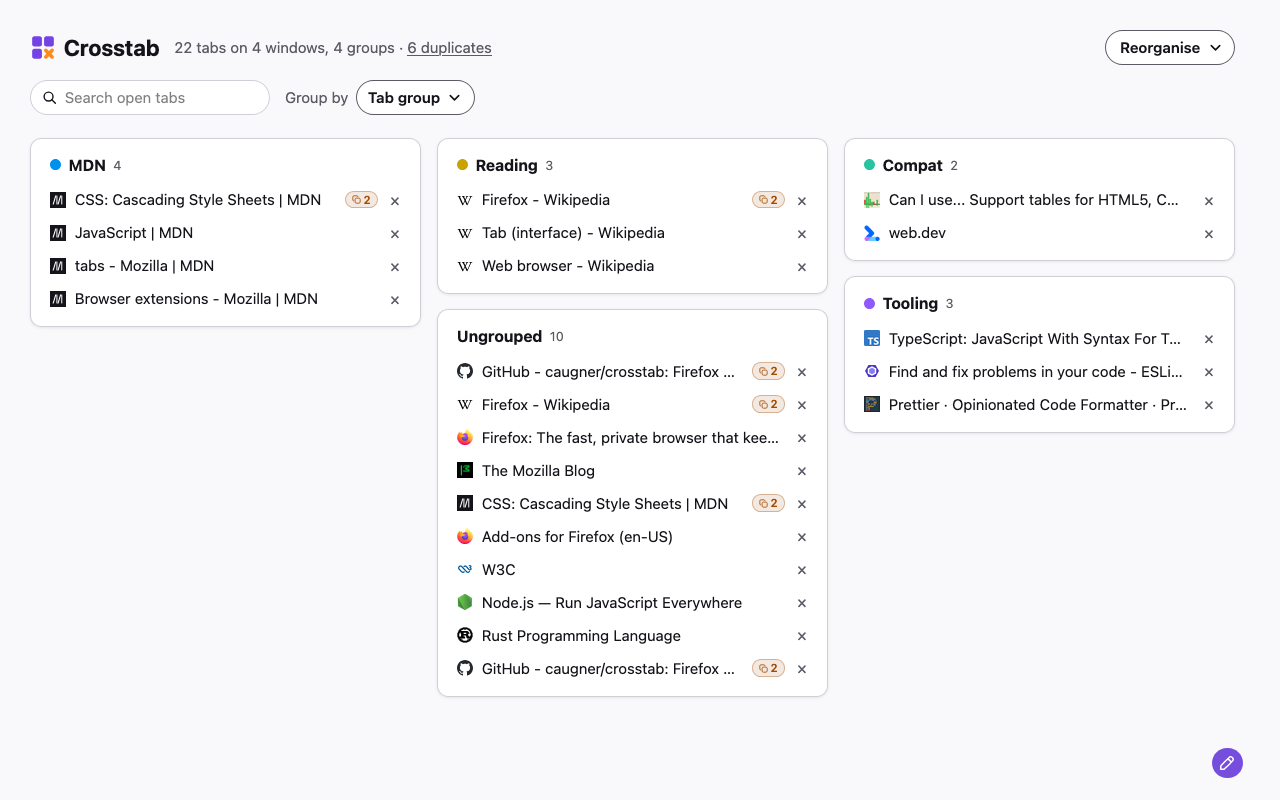 Crosstab
22 tabs on 4 windows, 4 groups · 6 duplicates
Reorganise
Search open tabs
Group by
Tab group
MDN 4
CSS: Cascading Style Sheets | MDN 2
JavaScript | MDN
tabs - Mozilla | MDN
Browser extensions - Mozilla | MDN
Reading 3
Firefox - Wikipedia 2
Tab (interface) - Wikipedia
Web browser - Wikipedia
Ungrouped 10
GitHub - caugner/crosstab: Firefox ... 2
Firefox - Wikipedia 2
Firefox: The fast, private browser that kee...
The Mozilla Blog
CSS: Cascading Style Sheets | MDN 2
Add-ons for Firefox (en-US)
W3C
Node.js — Run JavaScript Everywhere
Rust Programming Language
GitHub - caugner/crosstab: Firefox ... 2
Compat 2
Can I use... Support tables for HTML5, C...
web.dev
Tooling 3
TypeScript: JavaScript With Syntax For T...
Find and fix problems in your code - ESLi...
Prettier · Opinionated Code Formatter · Pr...